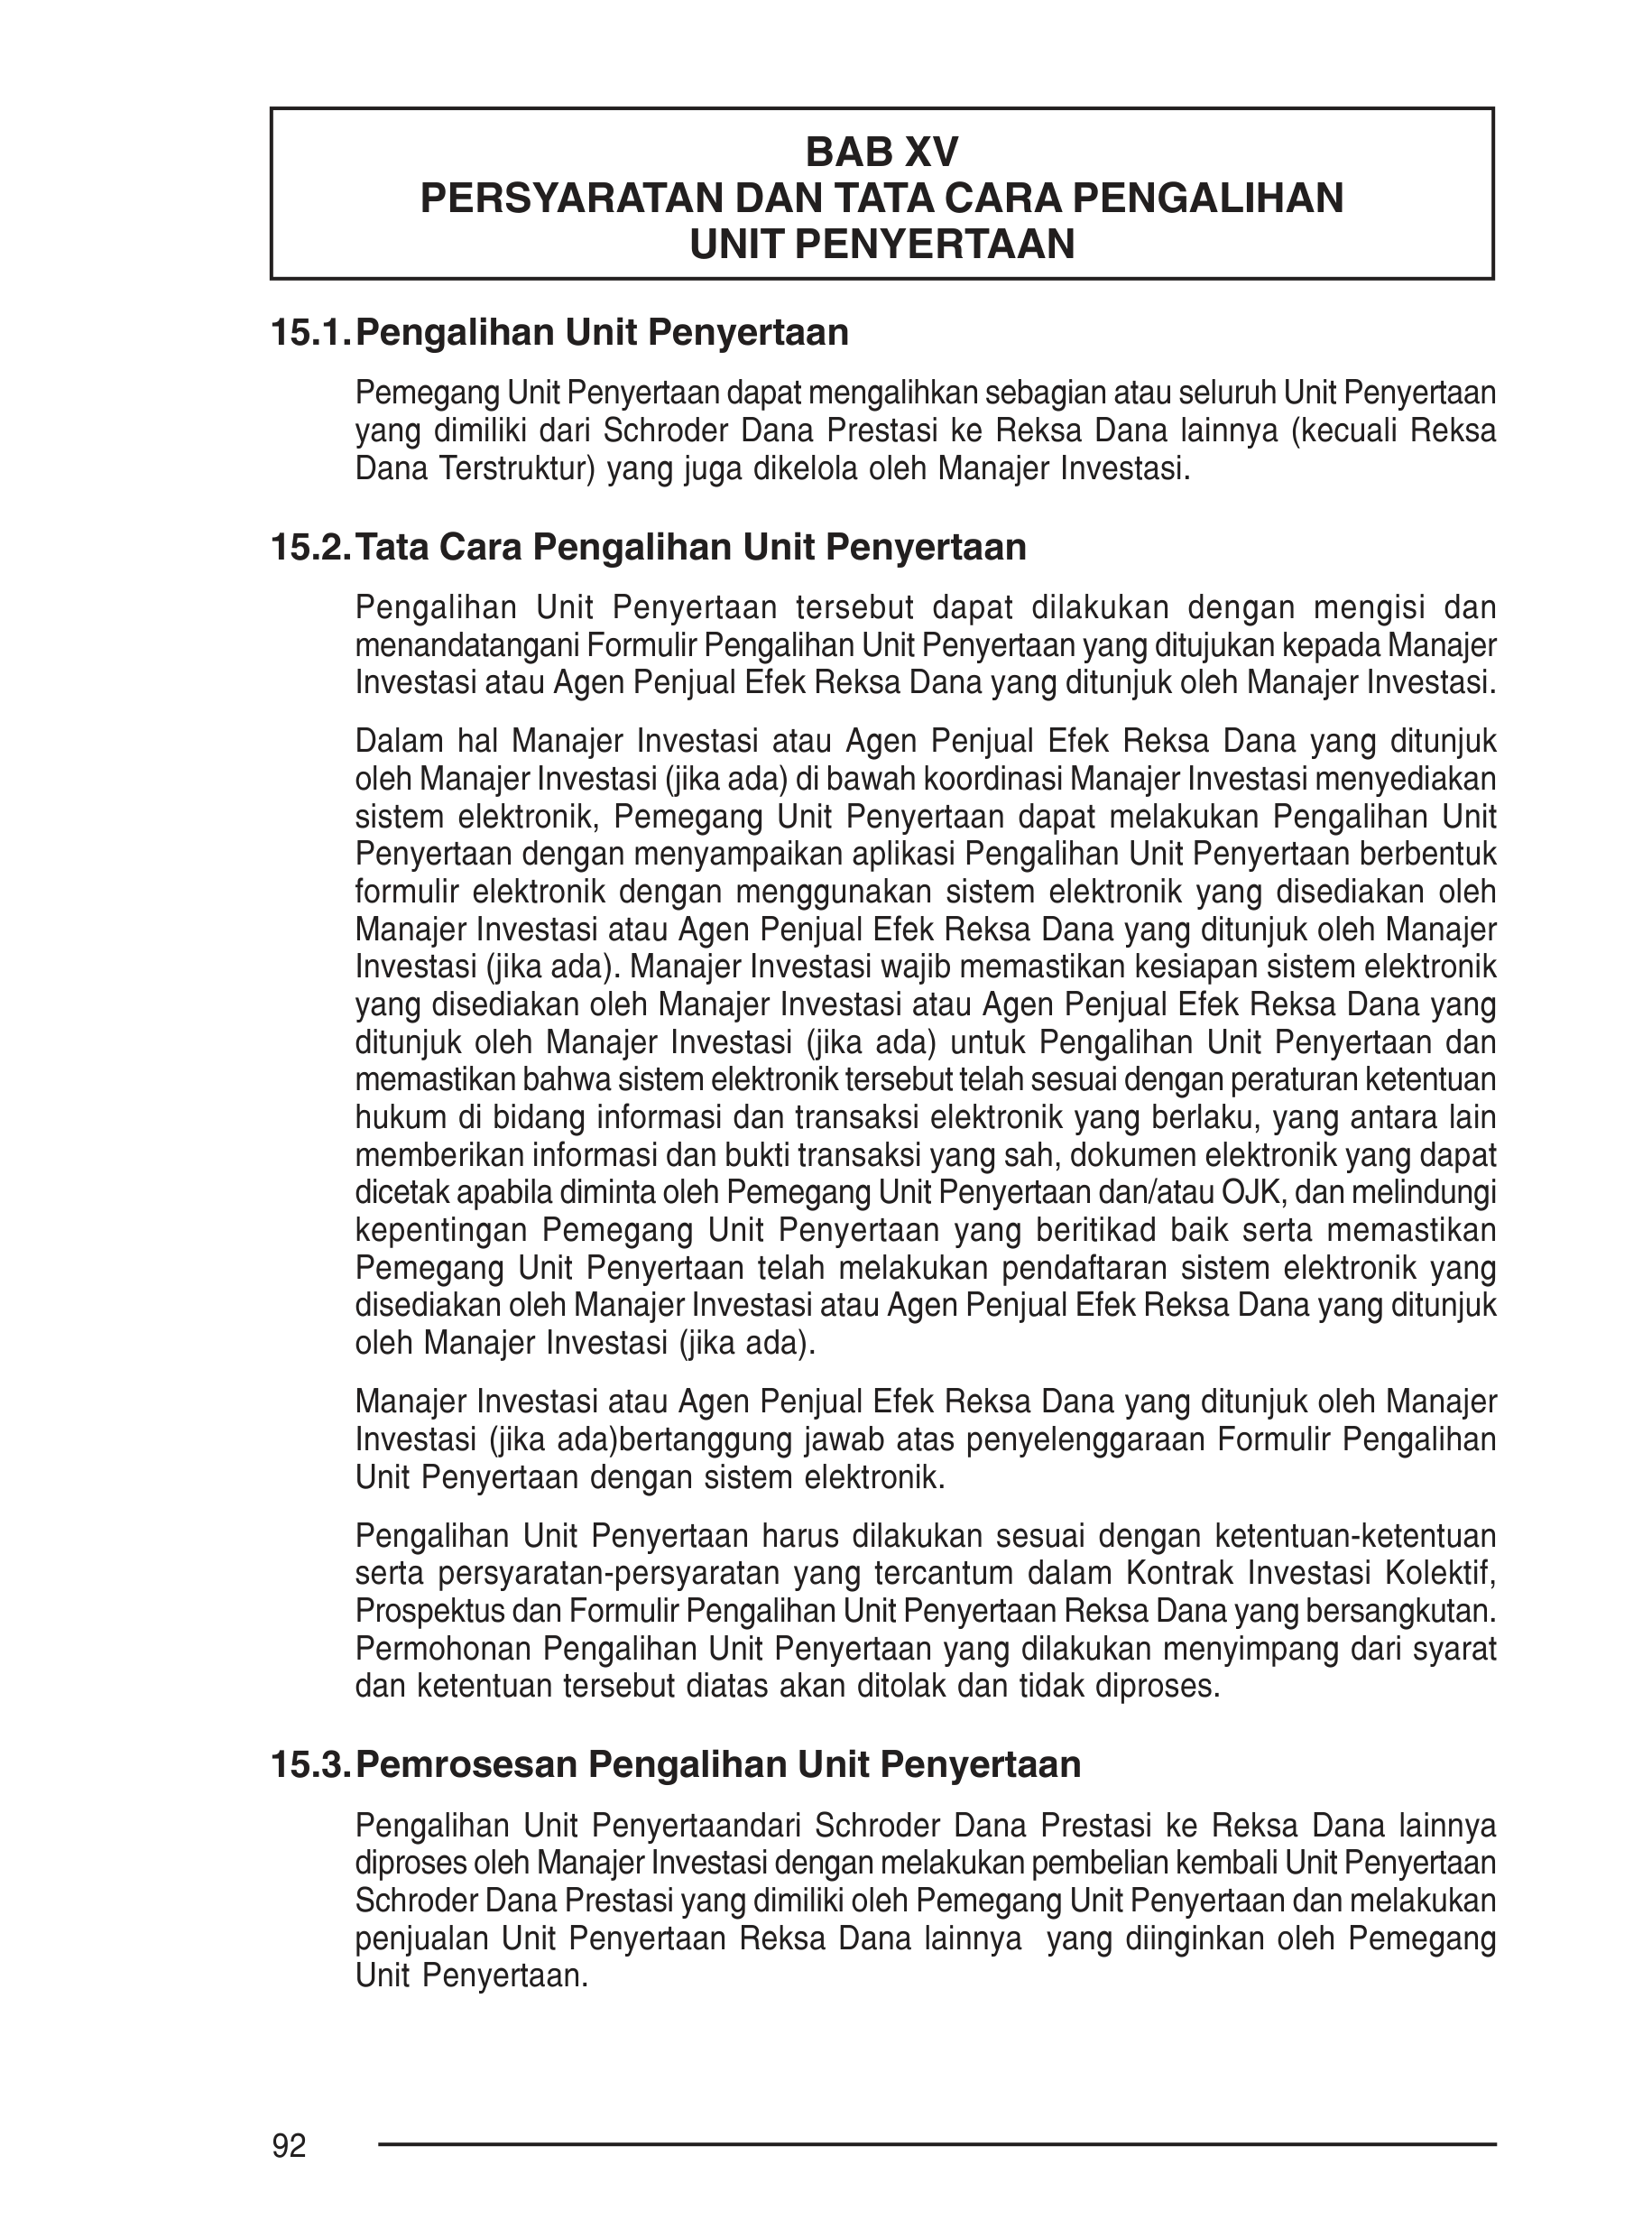 BAB XV
PERSYARATAN DAN TATA CARA PENGALIHAN
UNIT PENYERTAAN
15.1. Pengalihan Unit Penyertaan
Pemegang Unit Penyertaan dapat mengalihkan sebagian atau seluruh Unit Penyertaan
yang dimiliki dari Schroder Dana Prestasi ke Reksa Dana lainnya (kecuali Reksa
Dana Terstruktur) yang juga dikelola oleh Manajer Investasi.
15.2. Tata Cara Pengalihan Unit Penyertaan
Pengalihan Unit Penyertaan tersebut dapat dilakukan dengan mengisi dan
menandatangani Formulir Pengalihan Unit Penyertaan yang ditujukan kepada Manajer
Investasi atau Agen Penjual Efek Reksa Dana yang ditunjuk oleh Manajer Investasi.
Dalam hal Manajer Investasi atau Agen Penjual Efek Reksa Dana yang ditunjuk
oleh Manajer Investasi (jika ada) di bawah koordinasi Manajer Investasi menyediakan
sistem elektronik, Pemegang Unit Penyertaan dapat melakukan Pengalihan Unit
Penyertaan dengan menyampaikan aplikasi Pengalihan Unit Penyertaan berbentuk
formulir elektronik dengan menggunakan sistem elektronik yang disediakan oleh
Manajer Investasi atau Agen Penjual Efek Reksa Dana yang ditunjuk oleh Manajer
Investasi (jika ada). Manajer Investasi wajib memastikan kesiapan sistem elektronik
yang disediakan oleh Manajer Investasi atau Agen Penjual Efek Reksa Dana yang
ditunjuk oleh Manajer Investasi (jika ada) untuk Pengalihan Unit Penyertaan dan
memastikan bahwa sistem elektronik tersebut telah sesuai dengan peraturan ketentuan
hukum di bidang informasi dan transaksi elektronik yang berlaku, yang antara lain
memberikan informasi dan bukti transaksi yang sah, dokumen elektronik yang dapat
dicetak apabila diminta oleh Pemegang Unit Penyertaan dan/atau OJK, dan melindungi
kepentingan Pemegang Unit Penyertaan yang beritikad baik serta memastikan
Pemegang Unit Penyertaan telah melakukan pendaftaran sistem elektronik yang
disediakan oleh Manajer Investasi atau Agen Penjual Efek Reksa Dana yang ditunjuk
oleh Manajer Investasi (jika ada).
Manajer Investasi atau Agen Penjual Efek Reksa Dana yang ditunjuk oleh Manajer
Investasi (jika ada)bertanggung jawab atas penyelenggaraan Formulir Pengalihan
Unit Penyertaan dengan sistem elektronik.
Pengalihan Unit Penyertaan harus dilakukan sesuai dengan ketentuan-ketentuan
serta persyaratan-persyaratan yang tercantum dalam Kontrak Investasi Kolektif,
Prospektus dan Formulir Pengalihan Unit Penyertaan Reksa Dana yang bersangkutan.
Permohonan Pengalihan Unit Penyertaan yang dilakukan menyimpang dari syarat
dan ketentuan tersebut diatas akan ditolak dan tidak diproses.
15.3. Pemrosesan Pengalihan Unit Penyertaan
Pengalihan Unit Penyertaandari Schroder Dana Prestasi ke Reksa Dana lainnya
diproses oleh Manajer Investasi dengan melakukan pembelian kembali Unit Penyertaan
Schroder Dana Prestasi yang dimiliki oleh Pemegang Unit Penyertaan dan melakukan
penjualan Unit Penyertaan Reksa Dana lainnya yang diinginkan oleh Pemegang
Unit Penyertaan.
92